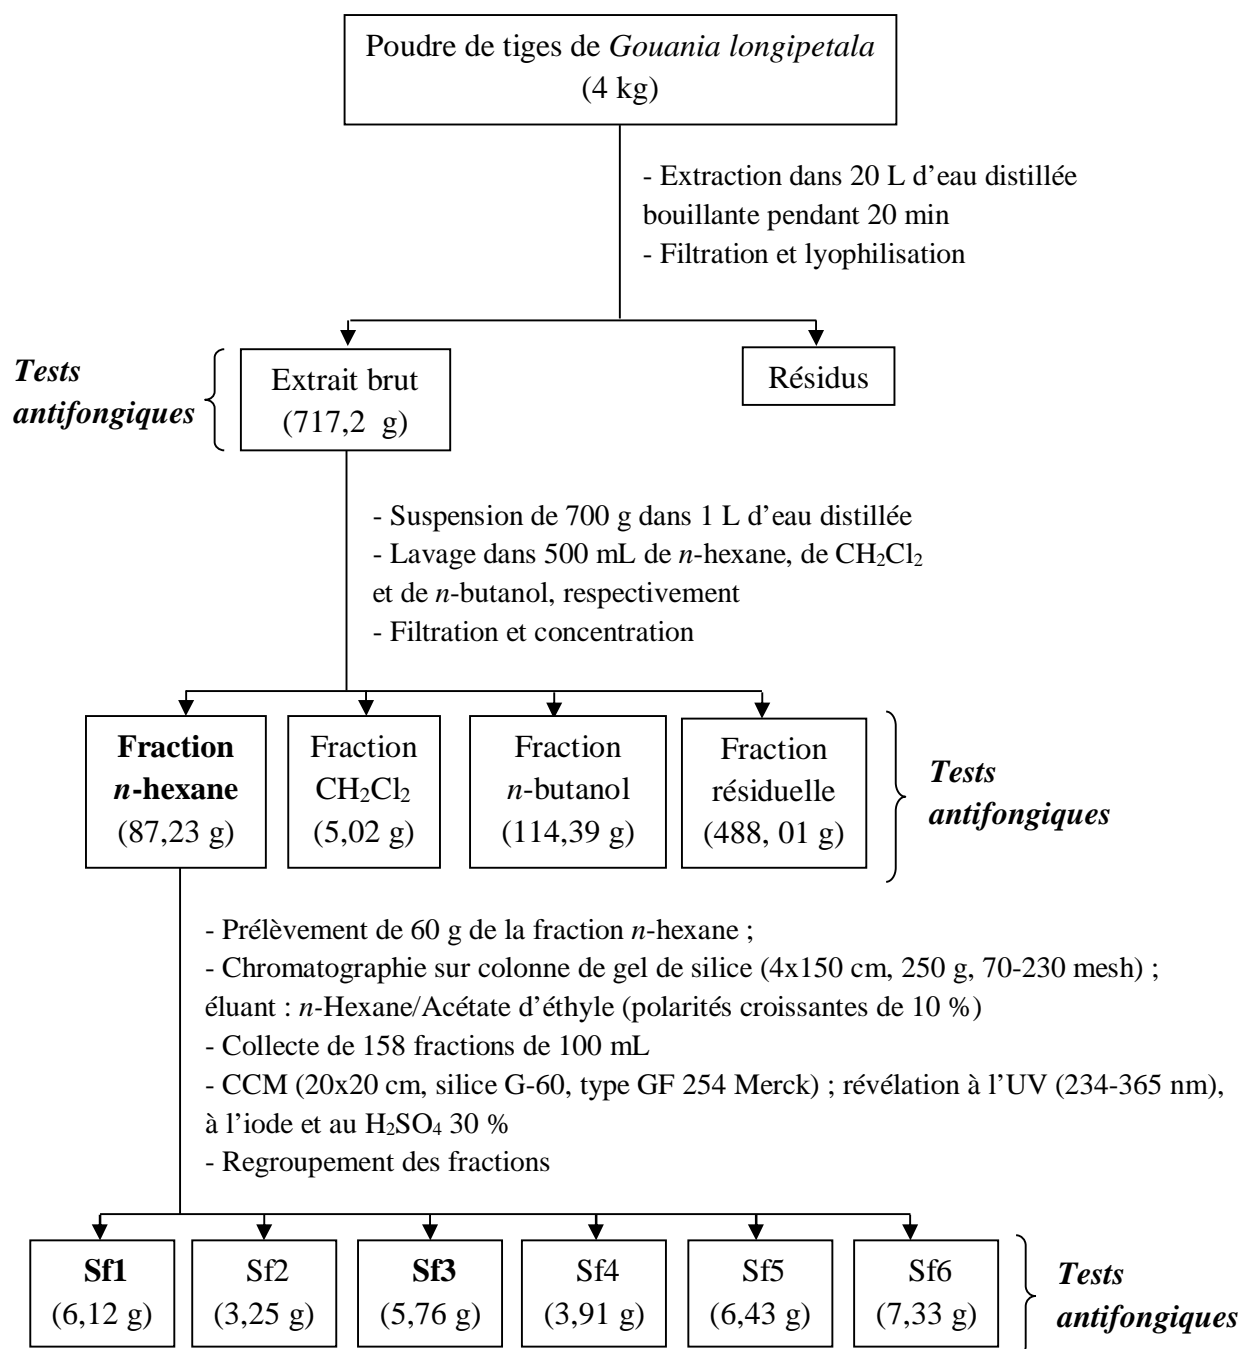 Poudre de tiges de Gouania longipetala
(4 kg)
- Extraction dans 20 L d’eau distillée
bouillante pendant 20 min
- Filtration et lyophilisation
Tests
antifongiques
Extrait brut
(717,2 g)
Résidus
- Suspension de 700 g dans 1 L d’eau distillée
- Lavage dans 500 mL de n-hexane, de CH₂Cl₂
et de n-butanol, respectivement
- Filtration et concentration
Fraction
n-hexane
(87,23 g)
Fraction
CH₂Cl₂
(5,02 g)
Fraction
n-butanol
(114,39 g)
Fraction
résiduelle
(488, 01 g)
Tests
antifongiques
- Prélèvement de 60 g de la fraction n-hexane ;
- Chromatographie sur colonne de gel de silice (4x150 cm, 250 g, 70-230 mesh) ;
éluant : n-Hexane/Acétate d’éthyle (polarités croissantes de 10 %)
- Collecte de 158 fractions de 100 mL
- CCM (20x20 cm, silice G-60, type GF 254 Merck) ; révélation à l’UV (234-365 nm),
à l’iode et au H₂SO₄ 30 %
- Regroupement des fractions
Sf1
(6,12 g)
Sf2
(3,25 g)
Sf3
(5,76 g)
Sf4
(3,91 g)
Sf5
(6,43 g)
Sf6
(7,33 g)
Tests
antifongiques